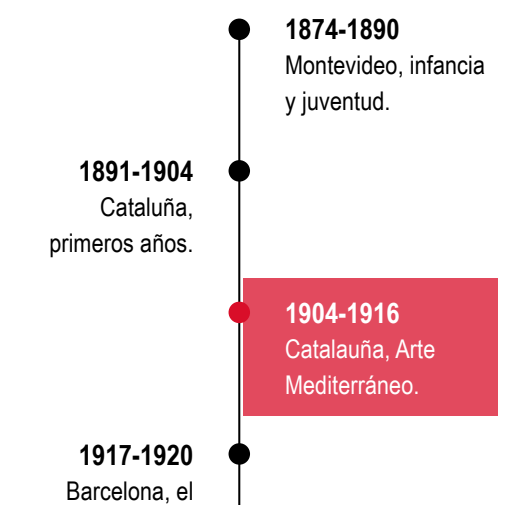 1874-1890
Montevideo, infancia
y juventud.
1891-1904
Cataluña,
primeros años.
1904-1916
Catalauña, Arte
Mediterráneo.
1917-1920
Barcelona, el